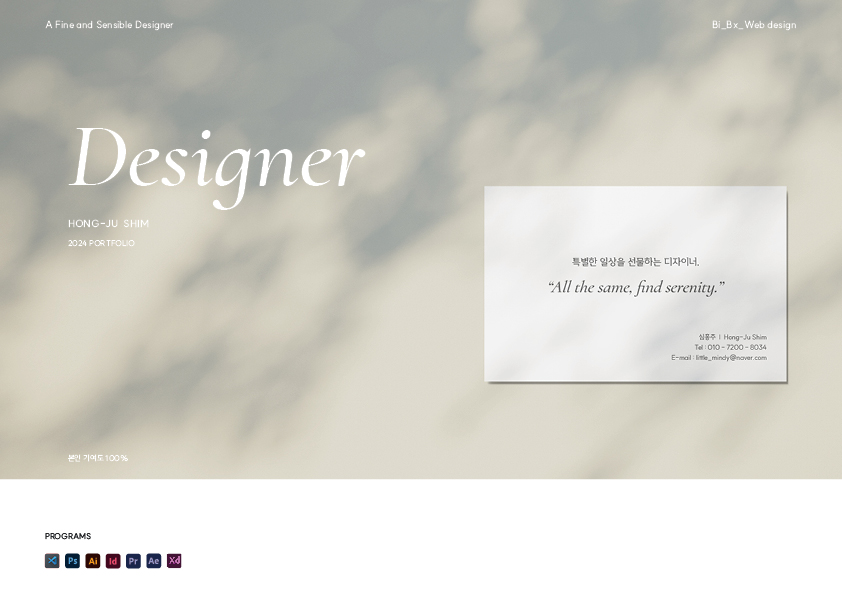 A Fine and Sensible Designer
Bi_Bx_Web design
Designer
HONG-JU SHIM
2024 PORTFOLIO
특별한 일상을 선물하는 디자이너.
“All the same, find serenity.”
심홍주 I Hong-Ju Shim
Tel : 010 - 7200 - 8034
E-mail : little_mindy@naver.com
본인 기여도 100%
PROGRAMS
Ps Ai Id Pr Ae Xd